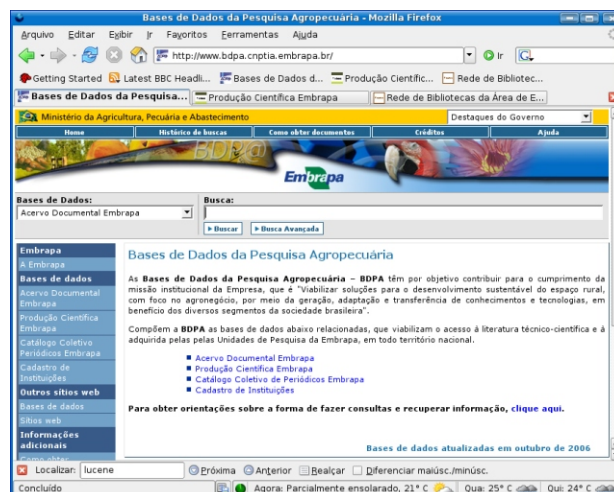 Bases de Dados da Pesquisa Agropecuária - Mozilla Firefox
Arquivo Editar Exibir Ir Favoritos Ferramentas Ajuda
http://www.bdpa.cnptia.embrapa.br/ Ir
Getting Started Latest BBC Headli... Bases de Dados d... Produção Científic... Rede de Bibliotec...
Bases de Dados da Pesquisa... Produção Científica Embrapa Rede de Bibliotecas da Área de E...
Ministério da Agricultura, Pecuária e Abastecimento Destaques do Governo
Home Histórico de buscas Como obter documentos Créditos Ajuda
BDP@
Embrapa
Bases de Dados: Busca:
Acervo Documental Embrapa
Buscar Busca Avançada
Embrapa
A Embrapa
Bases de dados
Acervo Documental
Embrapa
Produção Científica
Embrapa
Catálogo Coletivo
Periódicos Embrapa
Cadastro de
Instituições
Outros sítios web
Bases de dados
Sítios web
Informações
adicionais
Como obter
Bases de Dados da Pesquisa Agropecuária
As Bases de Dados da Pesquisa Agropecuária – BDPA têm por objetivo contribuir para o cumprimento da
missão institucional da Empresa, que é "Viabilizar soluções para o desenvolvimento sustentável do espaço rural,
com foco no agronegócio, por meio da geração, adaptação e transferência de conhecimentos e tecnologias, em
benefício dos diversos segmentos da sociedade brasileira".
Compõem a BDPA as bases de dados abaixo relacionadas, que viabilizam o acesso à literatura técnico-científica e à
adquirida pelas pelas Unidades de Pesquisa da Embrapa, em todo território nacional.
Acervo Documental Embrapa
Produção Científica Embrapa
Catálogo Coletivo de Periódicos Embrapa
Cadastro de Instituições
Para obter orientações sobre a forma de fazer consultas e recuperar informação, clique aqui.
Bases de dados atualizadas em outubro de 2006
Localizar: lucene Próxima Anterior Realçar Diferenciar maiúsc./minúsc.
Concluído Agora: Parcialmente ensolarado, 21° C Qua: 25° C Qui: 24° C